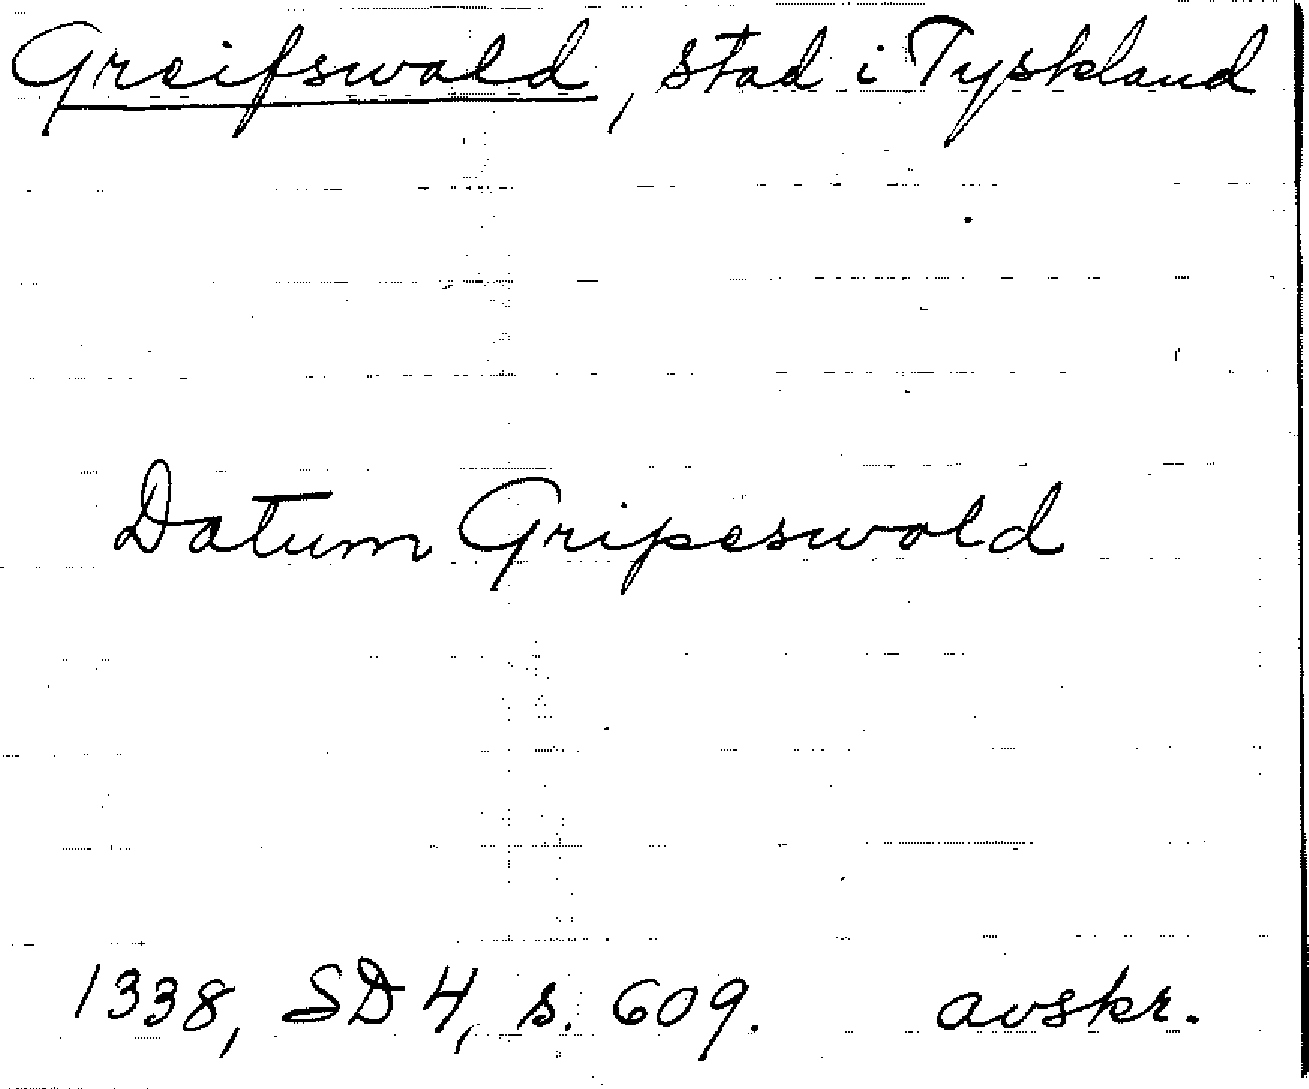 Greifswald, stad i Tyskland
Datum Gripeswold
1338, SD 4, s. 609. avskr.